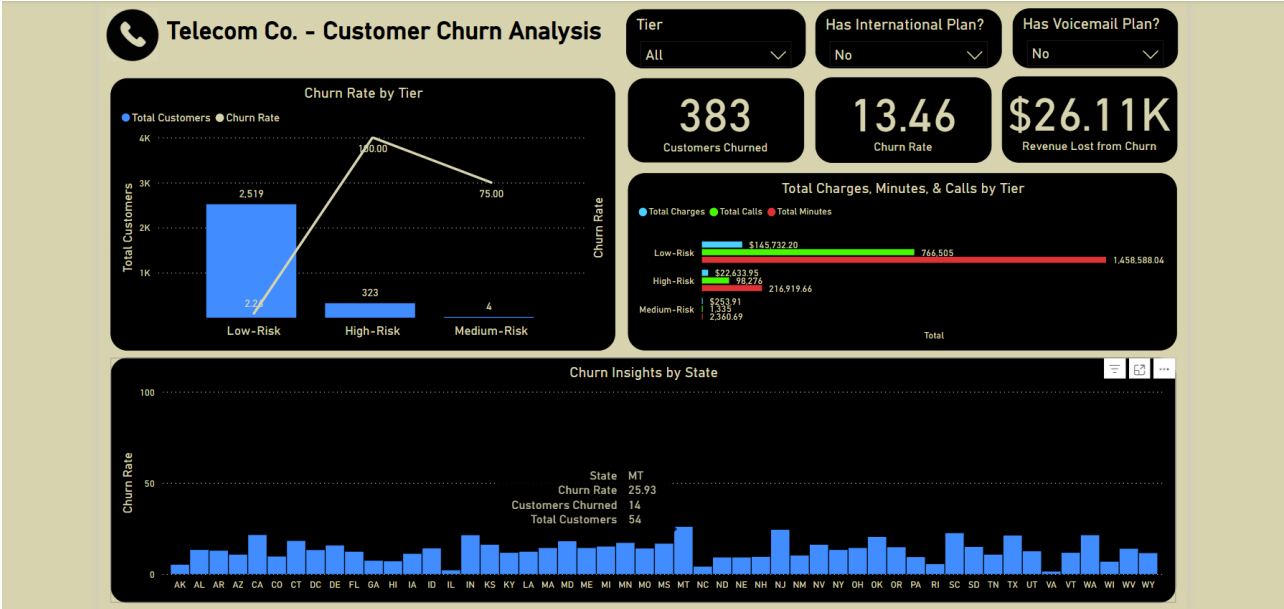 Telecom Co. - Customer Churn Analysis
Tier
All
Has International Plan?
No
Has Voicemail Plan?
No
383
Customers Churned
13.46
Churn Rate
$26.11K
Revenue Lost from Churn
Churn Rate by Tier
Total Customers Churn Rate
4K
3K
2K
1K
Total Customers
Churn Rate
2,519
100.00
75.00
323
4
Low-Risk High-Risk Medium-Risk
Total Charges, Minutes, & Calls by Tier
Total Charges Total Calls Total Minutes
Low-Risk
$145,732.20
766,505
1,458,588.04
High-Risk
$22,633.95
98,276
216,919.66
Medium-Risk
$253.91
1,335
2,360.69
Total
Churn Insights by State
100
50
0
Churn Rate
State MT
Churn Rate 25.93
Customers Churned 14
Total Customers 54
AK AL AR AZ CA CO CT DC DE FL GA HI IA ID IL IN KS KY LA MA MD ME MI MN MO MS MT NC ND NE NH NJ NM NV NY OH OK OR PA RI SC SD TN TX UT VA VT WA WI WV WY